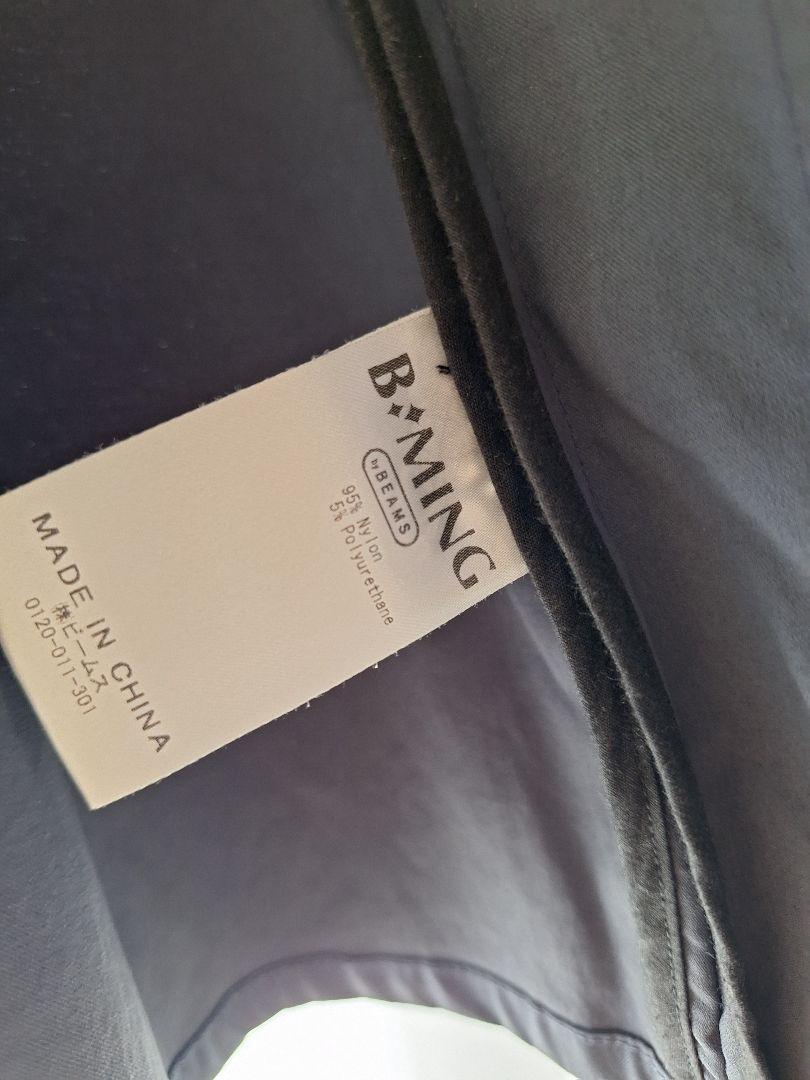 B✦MING
by BEAMS
95% Nylon
5% Polyurethane
MADE IN CHINA
㈱ビームス
0120-011-301